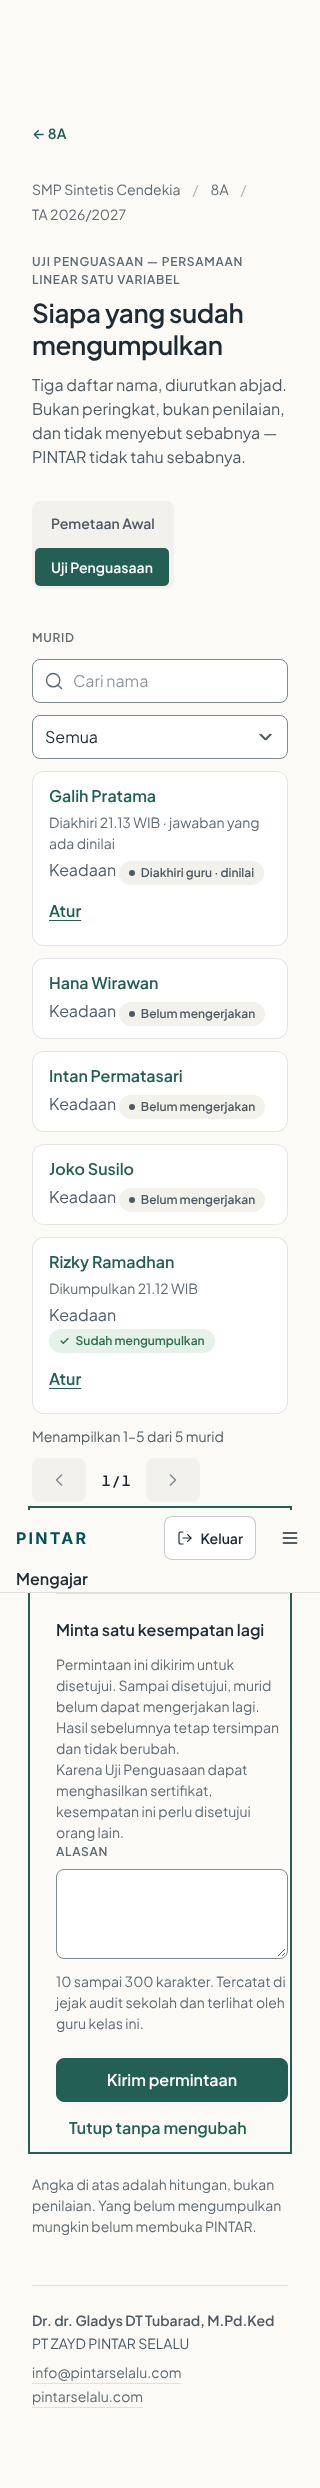 ← 8A
SMP Sintetis Cendekia / 8A /
TA 2026/2027
UJI PENGUASAAN — PERSAMAAN
LINEAR SATU VARIABEL
Siapa yang sudah
mengumpulkan
Tiga daftar nama, diurutkan abjad.
Bukan peringkat, bukan penilaian,
dan tidak menyebut sebabnya —
PINTAR tidak tahu sebabnya.
Pemetaan Awal
Uji Penguasaan
MURID
Cari nama
Semua
Galih Pratama
Diakhiri 21.13 WIB · jawaban yang
ada dinilai
Keadaan Diakhiri guru · dinilai
Atur
Hana Wirawan
Keadaan Belum mengerjakan
Intan Permatasari
Keadaan Belum mengerjakan
Joko Susilo
Keadaan Belum mengerjakan
Rizky Ramadhan
Dikumpulkan 21.12 WIB
Keadaan
✓ Sudah mengumpulkan
Atur
Menampilkan 1–5 dari 5 murid
1/1
PINTAR Keluar
Mengajar
Minta satu kesempatan lagi
Permintaan ini dikirim untuk
disetujui. Sampai disetujui, murid
belum dapat mengerjakan lagi.
Hasil sebelumnya tetap tersimpan
dan tidak berubah.
Karena Uji Penguasaan dapat
menghasilkan sertifikat,
kesempatan ini perlu disetujui
orang lain.
ALASAN
10 sampai 300 karakter. Tercatat di
jejak audit sekolah dan terlihat oleh
guru kelas ini.
Kirim permintaan
Tutup tanpa mengubah
Angka di atas adalah hitungan, bukan
penilaian. Yang belum mengumpulkan
mungkin belum membuka PINTAR.
Dr. dr. Gladys DT Tubarad, M.Pd.Ked
PT ZAYD PINTAR SELALU
info@pintarselalu.com
pintarselalu.com